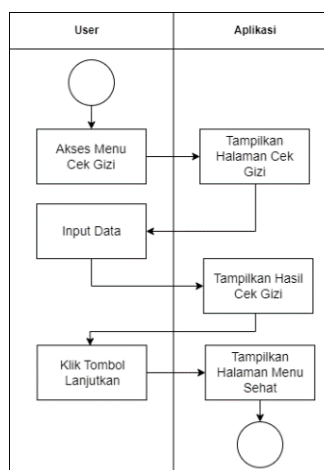 User
Aplikasi
Akses Menu
Cek Gizi
Tampilkan
Halaman Cek
Gizi
Input Data
Tampilkan Hasil
Cek Gizi
Klik Tombol
Lanjutkan
Tampilkan
Halaman Menu
Sehat